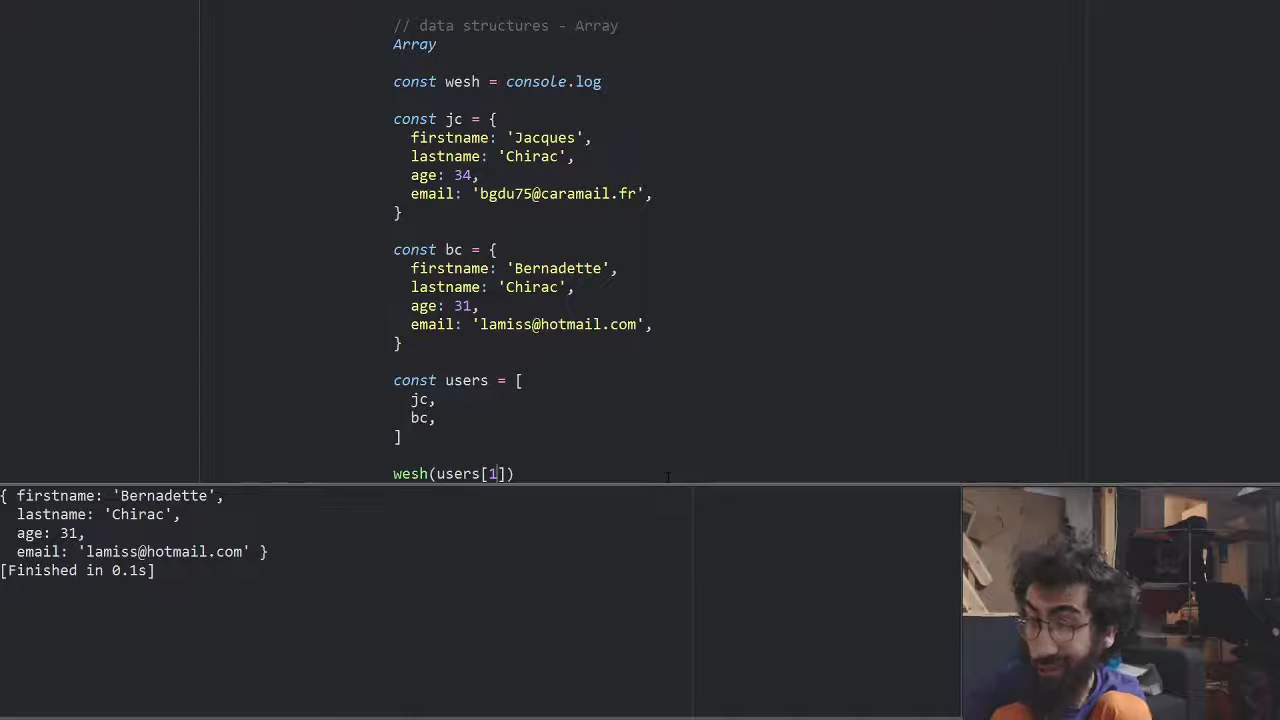 // data structures - Array
Array
const wesh = console.log
const jc = {
firstname: 'Jacques',
lastname: 'Chirac',
age: 34,
email: 'bgdu75@caramail.fr',
}
const bc = {
firstname: 'Bernadette',
lastname: 'Chirac',
age: 31,
email: 'lamiss@hotmail.com',
}
const users = [
jc,
bc,
]
wesh(users[1])
{ firstname: 'Bernadette',
lastname: 'Chirac',
age: 31,
email: 'lamiss@hotmail.com' }
[Finished in 0.1s]